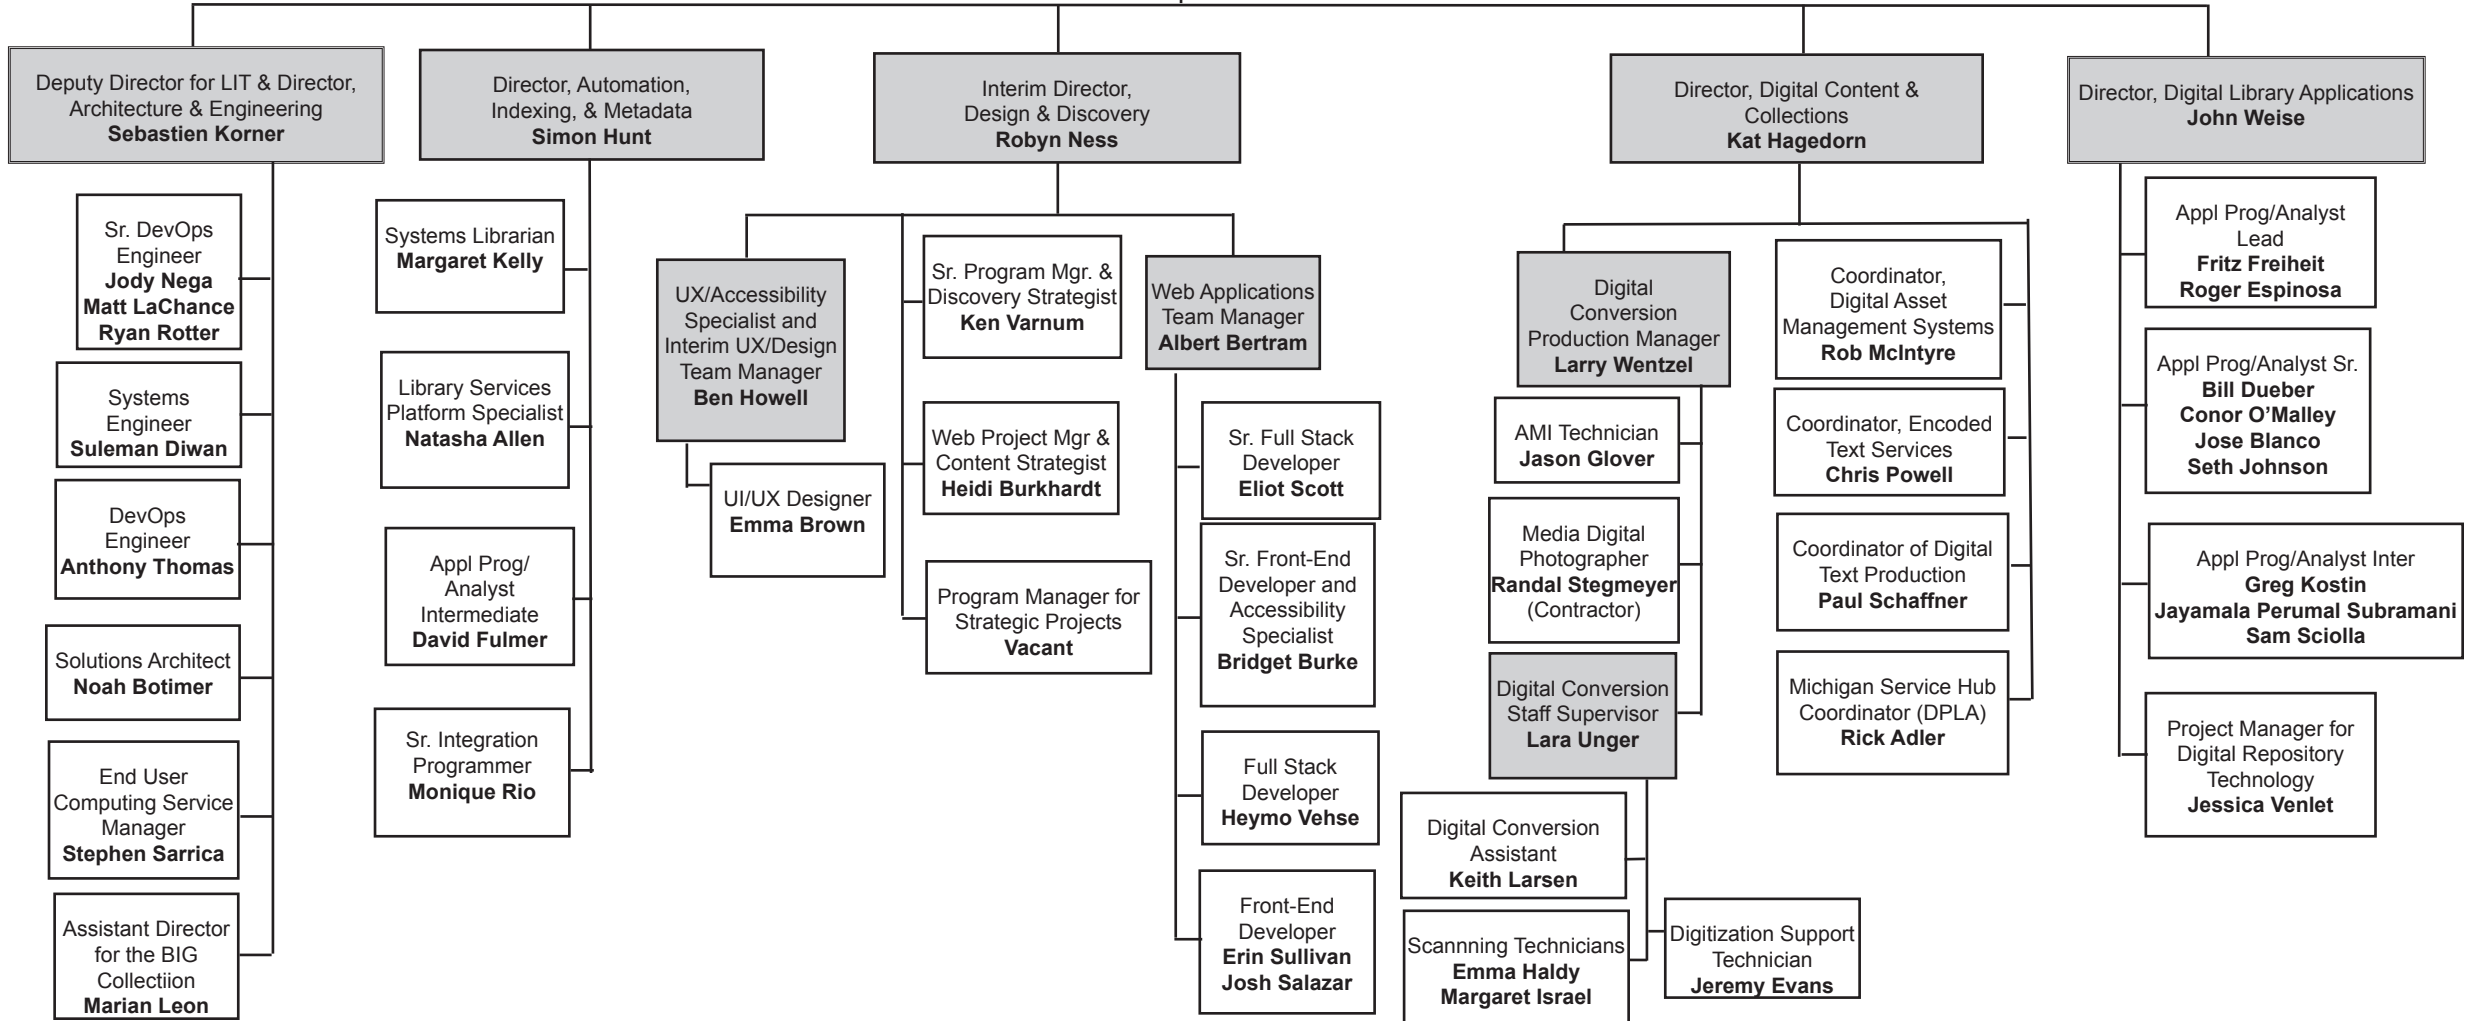 Deputy Director for LIT & Director,
Architecture & Engineering
Sebastien Korner
Sr. DevOps
Engineer
Jody Nega
Matt LaChance
Ryan Rotter
Systems
Engineer
Suleman Diwan
DevOps
Engineer
Anthony Thomas
Solutions Architect
Noah Botimer
End User
Computing Service
Manager
Stephen Sarrica
Assistant Director
for the BIG
Collectiion
Marian Leon
Director, Automation,
Indexing, & Metadata
Simon Hunt
Systems Librarian
Margaret Kelly
Library Services
Platform Specialist
Natasha Allen
Appl Prog/
Analyst
Intermediate
David Fulmer
Sr. Integration
Programmer
Monique Rio
Interim Director,
Design & Discovery
Robyn Ness
UX/Accessibility
Specialist and
Interim UX/Design
Team Manager
Ben Howell
UI/UX Designer
Emma Brown
Sr. Program Mgr. &
Discovery Strategist
Ken Varnum
Web Project Mgr &
Content Strategist
Heidi Burkhardt
Program Manager for
Strategic Projects
Vacant
Web Applications
Team Manager
Albert Bertram
Sr. Full Stack
Developer
Eliot Scott
Sr. Front-End
Developer and
Accessibility
Specialist
Bridget Burke
Full Stack
Developer
Heymo Vehse
Front-End
Developer
Erin Sullivan
Josh Salazar
Director, Digital Content &
Collections
Kat Hagedorn
Digital
Conversion
Production Manager
Larry Wentzel
AMI Technician
Jason Glover
Media Digital
Photographer
Randal Stegmeyer
(Contractor)
Digital Conversion
Staff Supervisor
Lara Unger
Digital Conversion
Assistant
Keith Larsen
Scannning Technicians
Emma Haldy
Margaret Israel
Digitization Support
Technician
Jeremy Evans
Coordinator,
Digital Asset
Management Systems
Rob McIntyre
Coordinator, Encoded
Text Services
Chris Powell
Coordinator of Digital
Text Production
Paul Schaffner
Michigan Service Hub
Coordinator (DPLA)
Rick Adler
Director, Digital Library Applications
John Weise
Appl Prog/Analyst
Lead
Fritz Freiheit
Roger Espinosa
Appl Prog/Analyst Sr.
Bill Dueber
Conor O’Malley
Jose Blanco
Seth Johnson
Appl Prog/Analyst Inter
Greg Kostin
Jayamala Perumal Subramani
Sam Sciolla
Project Manager for
Digital Repository
Technology
Jessica Venlet